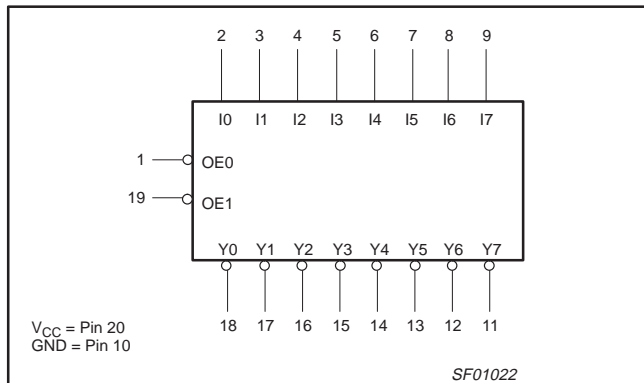 2 3 4 5 6 7 8 9
I0 I1 I2 I3 I4 I5 I6 I7
1 OE0
19 OE1
Y0 Y1 Y2 Y3 Y4 Y5 Y6 Y7
18 17 16 15 14 13 12 11
VCC = Pin 20
GND = Pin 10
SF01022